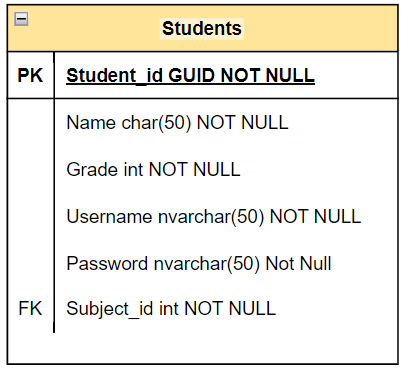 Students
PK Student_id GUID NOT NULL
Name char(50) NOT NULL
Grade int NOT NULL
Username nvarchar(50) NOT NULL
Password nvarchar(50) Not Null
FK Subject_id int NOT NULL